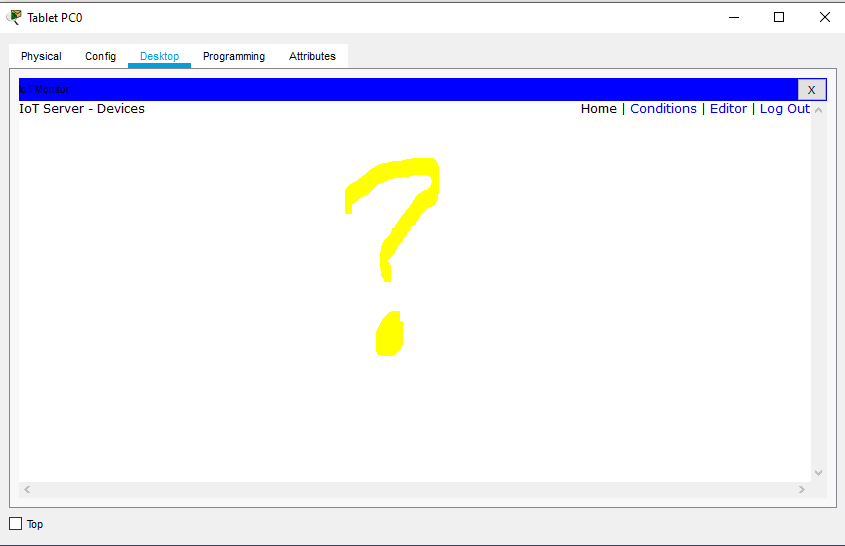 Tablet PC0
Physical Config Desktop Programming Attributes
IoT Monitor X
IoT Server - Devices Home | Conditions | Editor | Log Out
?
Top